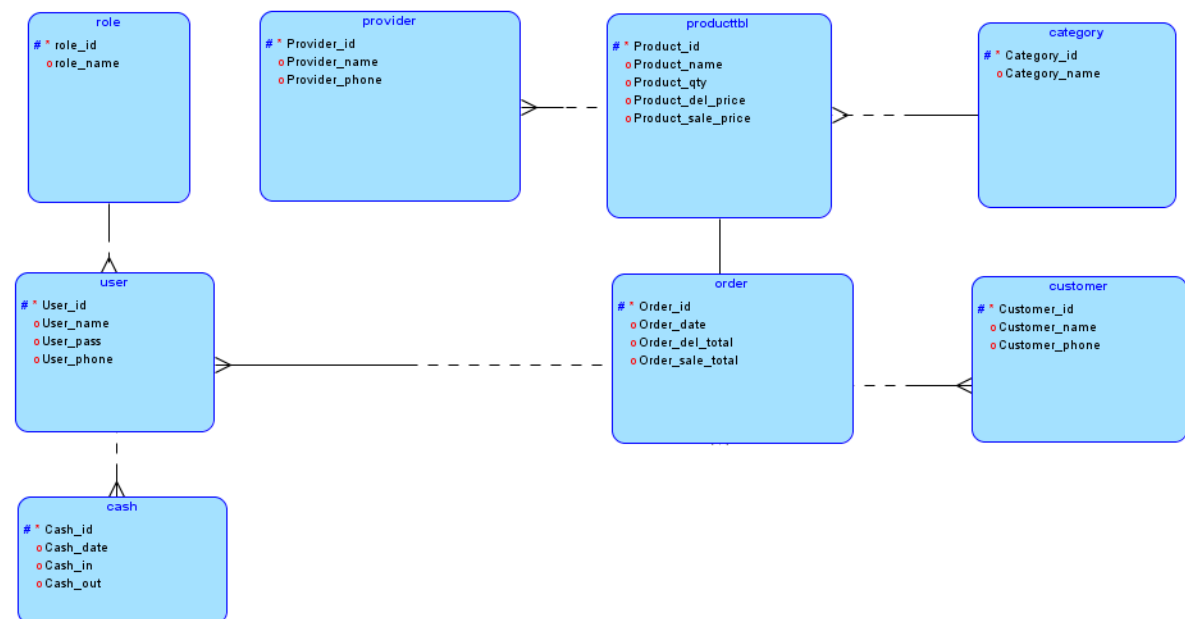 role
# * role_id
o role_name
provider
# * Provider_id
o Provider_name
o Provider_phone
producttbl
# * Product_id
o Product_name
o Product_qty
o Product_del_price
o Product_sale_price
category
# * Category_id
o Category_name
user
# * User_id
o User_name
o User_pass
o User_phone
order
# * Order_id
o Order_date
o Order_del_total
o Order_sale_total
customer
# * Customer_id
o Customer_name
o Customer_phone
cash
# * Cash_id
o Cash_date
o Cash_in
o Cash_out